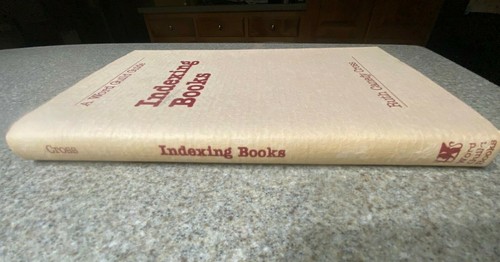 A Word Guild Guide
Indexing
Books
Ruth Canedy Cross
Cross
Indexing Books
Word
Guild
Books